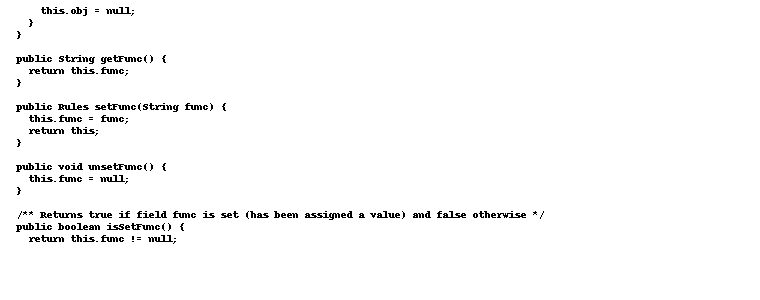 this.obj = null;
}
}
public String getFunc() {
return this.func;
}
public Rules setFunc(String func) {
this.func = func;
return this;
}
public void unsetFunc() {
this.func = null;
}
/** Returns true if field func is set (has been assigned a value) and false otherwise */
public boolean isSetFunc() {
return this.func != null;